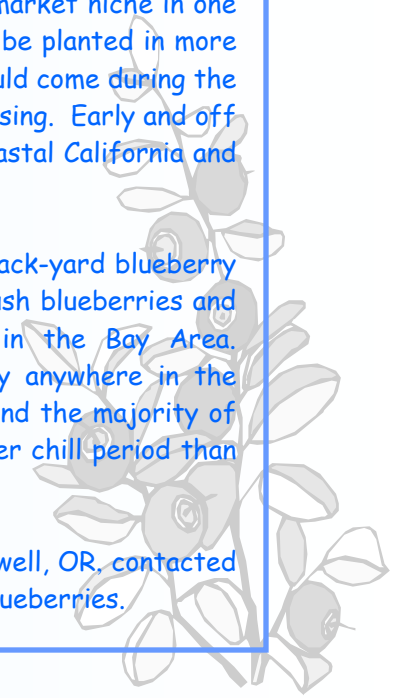 market niche in one
be planted in more
uld come during the
sing. Early and off
astal California and
ack-yard blueberry
sh blueberries and
in the Bay Area.
y anywhere in the
nd the majority of
er chill period than
well, OR, contacted
ueberries.